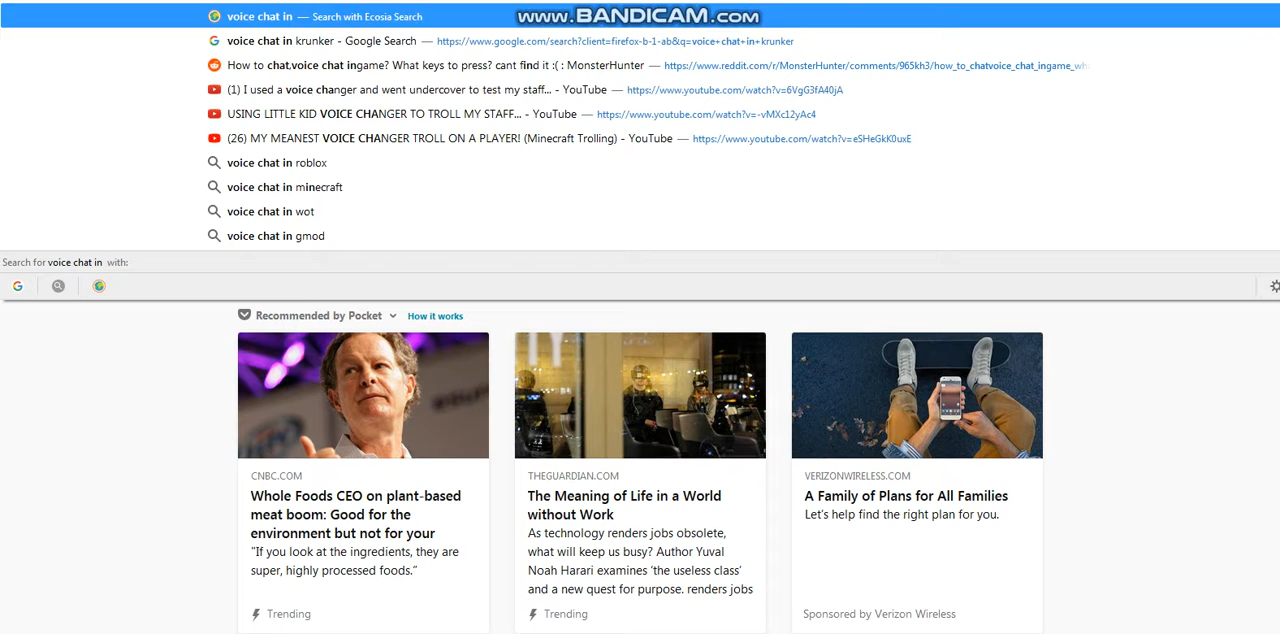 voice chat in — Search with Ecosia Search
www.BANDICAM.com
voice chat in krunker - Google Search — https://www.google.com/search?client=firefox-b-1-ab&q=voice+chat+in+krunker
How to chat,voice chat ingame? What keys to press? cant find it :( : MonsterHunter — https://www.reddit.com/r/MonsterHunter/comments/965kh3/how_to_chatvoice_chat_ingame_wh
(1) I used a voice changer and went undercover to test my staff... - YouTube — https://www.youtube.com/watch?v=6VgG3fA40jA
USING LITTLE KID VOICE CHANGER TO TROLL MY STAFF... - YouTube — https://www.youtube.com/watch?v=-vMXc12yAc4
(26) MY MEANEST VOICE CHANGER TROLL ON A PLAYER! (Minecraft Trolling) - YouTube — https://www.youtube.com/watch?v=eSHeGkK0uxE
voice chat in roblox
voice chat in minecraft
voice chat in wot
voice chat in gmod
Search for voice chat in with:
Recommended by Pocket How it works
CNBC.COM
Whole Foods CEO on plant-based
meat boom: Good for the
environment but not for your
"If you look at the ingredients, they are
super, highly processed foods.”
Trending
THEGUARDIAN.COM
The Meaning of Life in a World
without Work
As technology renders jobs obsolete,
what will keep us busy? Author Yuval
Noah Harari examines ‘the useless class’
and a new quest for purpose. renders jobs
Trending
VERIZONWIRELESS.COM
A Family of Plans for All Families
Let’s help find the right plan for you.
Sponsored by Verizon Wireless